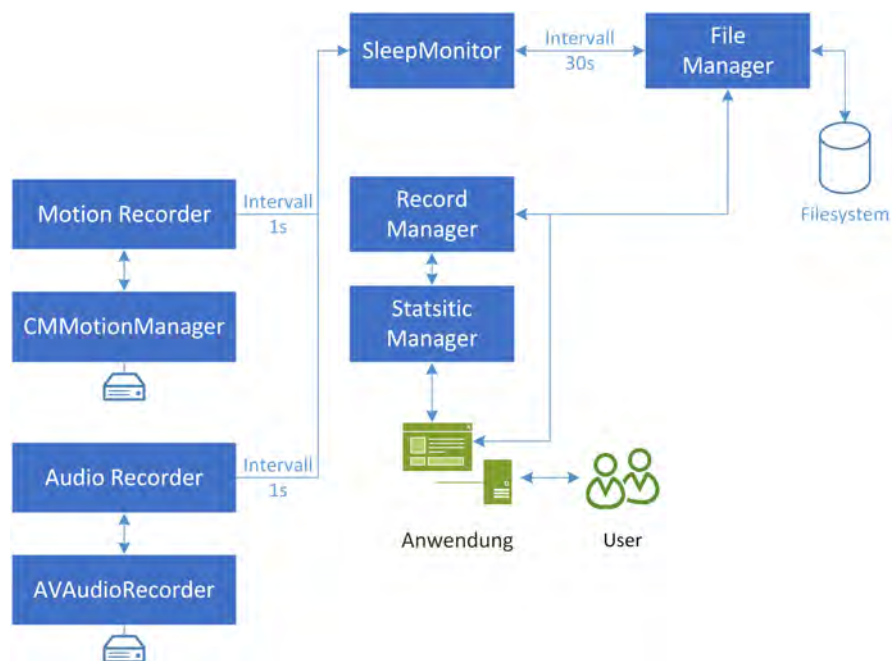 SleepMonitor
Intervall
30s
File
Manager
Filesystem
Motion Recorder
Intervall
1s
Record
Manager
CMMotionManager
Statsitic
Manager
Audio Recorder
Intervall
1s
Anwendung
User
AVAudioRecorder